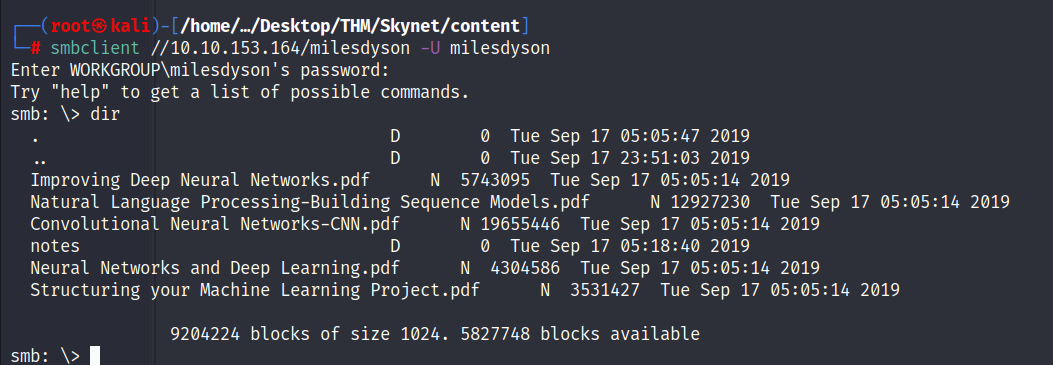 ┌──(root㉿kali)-[/home/…/Desktop/THM/Skynet/content]
└─# smbclient //10.10.153.164/milesdyson -U milesdyson
Enter WORKGROUP\milesdyson's password:
Try "help" to get a list of possible commands.
smb: \> dir
  .                                   D        0  Tue Sep 17 05:05:47 2019
  ..                                  D        0  Tue Sep 17 23:51:03 2019
  Improving Deep Neural Networks.pdf      N  5743095  Tue Sep 17 05:05:14 2019
  Natural Language Processing-Building Sequence Models.pdf      N 12927230  Tue Sep 17 05:05:14 2019
  Convolutional Neural Networks-CNN.pdf      N 19655446  Tue Sep 17 05:05:14 2019
  notes                               D        0  Tue Sep 17 05:18:40 2019
  Neural Networks and Deep Learning.pdf      N  4304586  Tue Sep 17 05:05:14 2019
  Structuring your Machine Learning Project.pdf      N  3531427  Tue Sep 17 05:05:14 2019
                9204224 blocks of size 1024. 5827748 blocks available
smb: \>